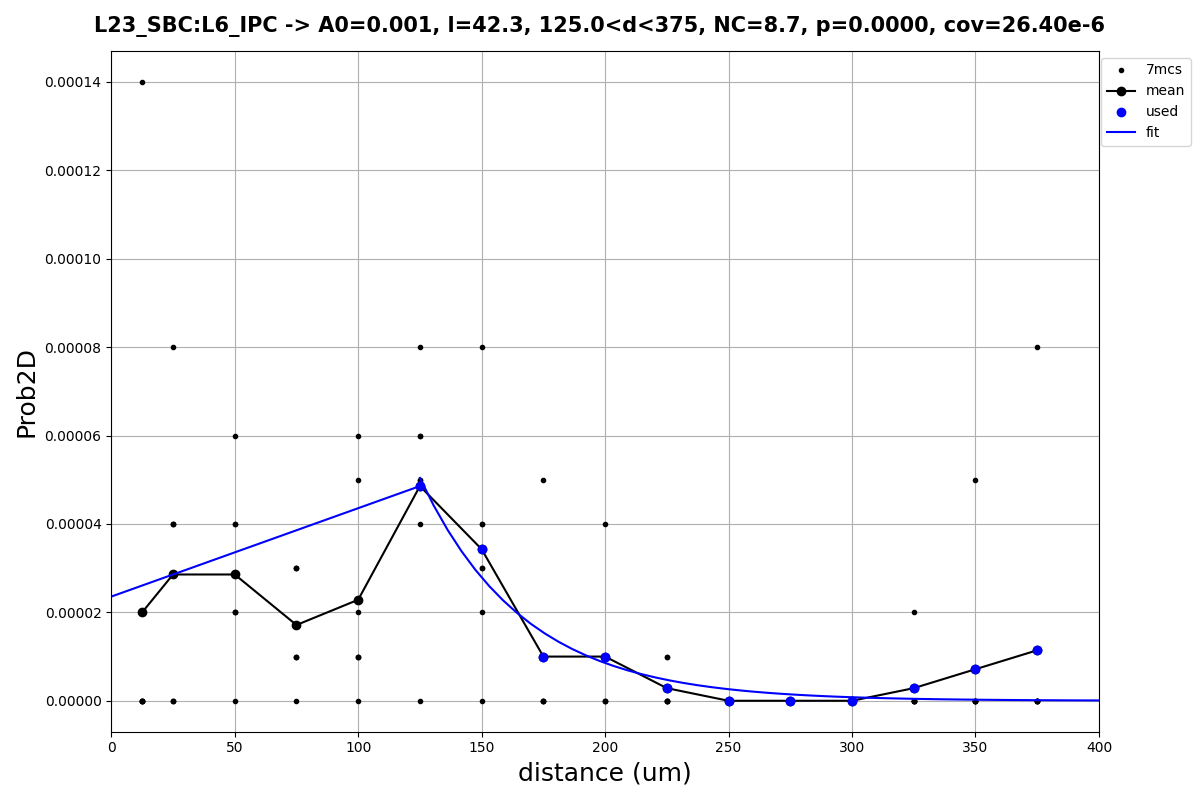 L23_SBC:L6_IPC -> A0=0.001, l=42.3, 125.0<d<375, NC=8.7, p=0.0000, cov=26.40e-6
7mcs
mean
used
fit
Prob2D
0.00014
0.00012
0.00010
0.00008
0.00006
0.00004
0.00002
0.00000
0 50 100 150 200 250 300 350 400
distance (um)